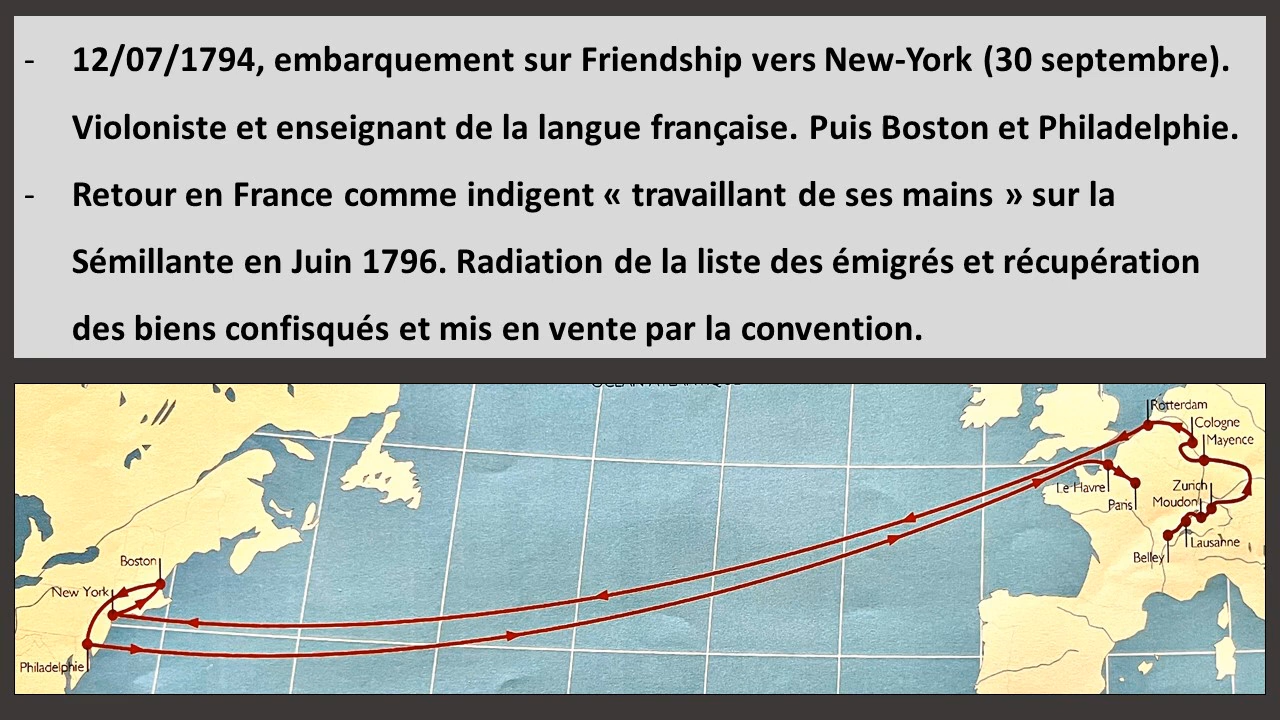 - 12/07/1794, embarquement sur Friendship vers New-York (30 septembre).
Violoniste et enseignant de la langue française. Puis Boston et Philadelphie.
- Retour en France comme indigent « travaillant de ses mains » sur la
Sémillante en Juin 1796. Radiation de la liste des émigrés et récupération
des biens confisqués et mis en vente par la convention.
OCÉAN ATLANTIQUE
Rotterdam
Cologne
Mayence
Le Havre
Zurich
Paris
Moudon
Lausanne
Belley
Boston
New York
Philadelphie